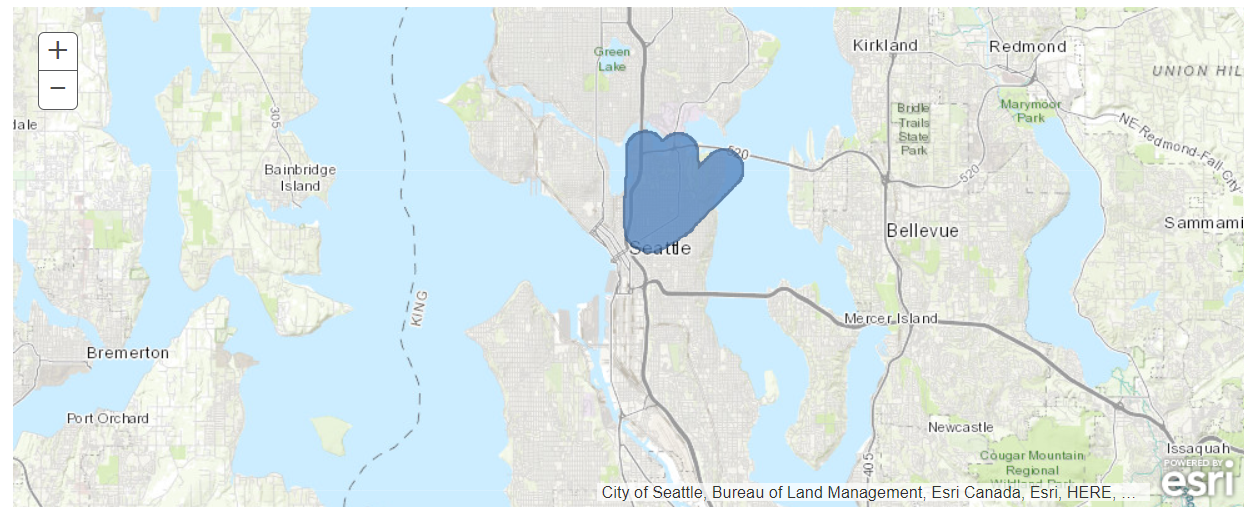 +
−
Green
Lake
Kirkland
Redmond
UNION HIL
dale
305
Bridle
Trails
State
Park
Marymoor
Park
NE-Redmond-Fall-City
520
520
Bainbridge
Island
Sammami
Bellevue
Seattle
KING
Mercer Island
Bremerton
Port Orchard
Newcastle
405
Issaquah
Cougar Mountain
Regional
Wildland Park
POWERED BY
esri
City of Seattle, Bureau of Land Management, Esri Canada, Esri, HERE, ...